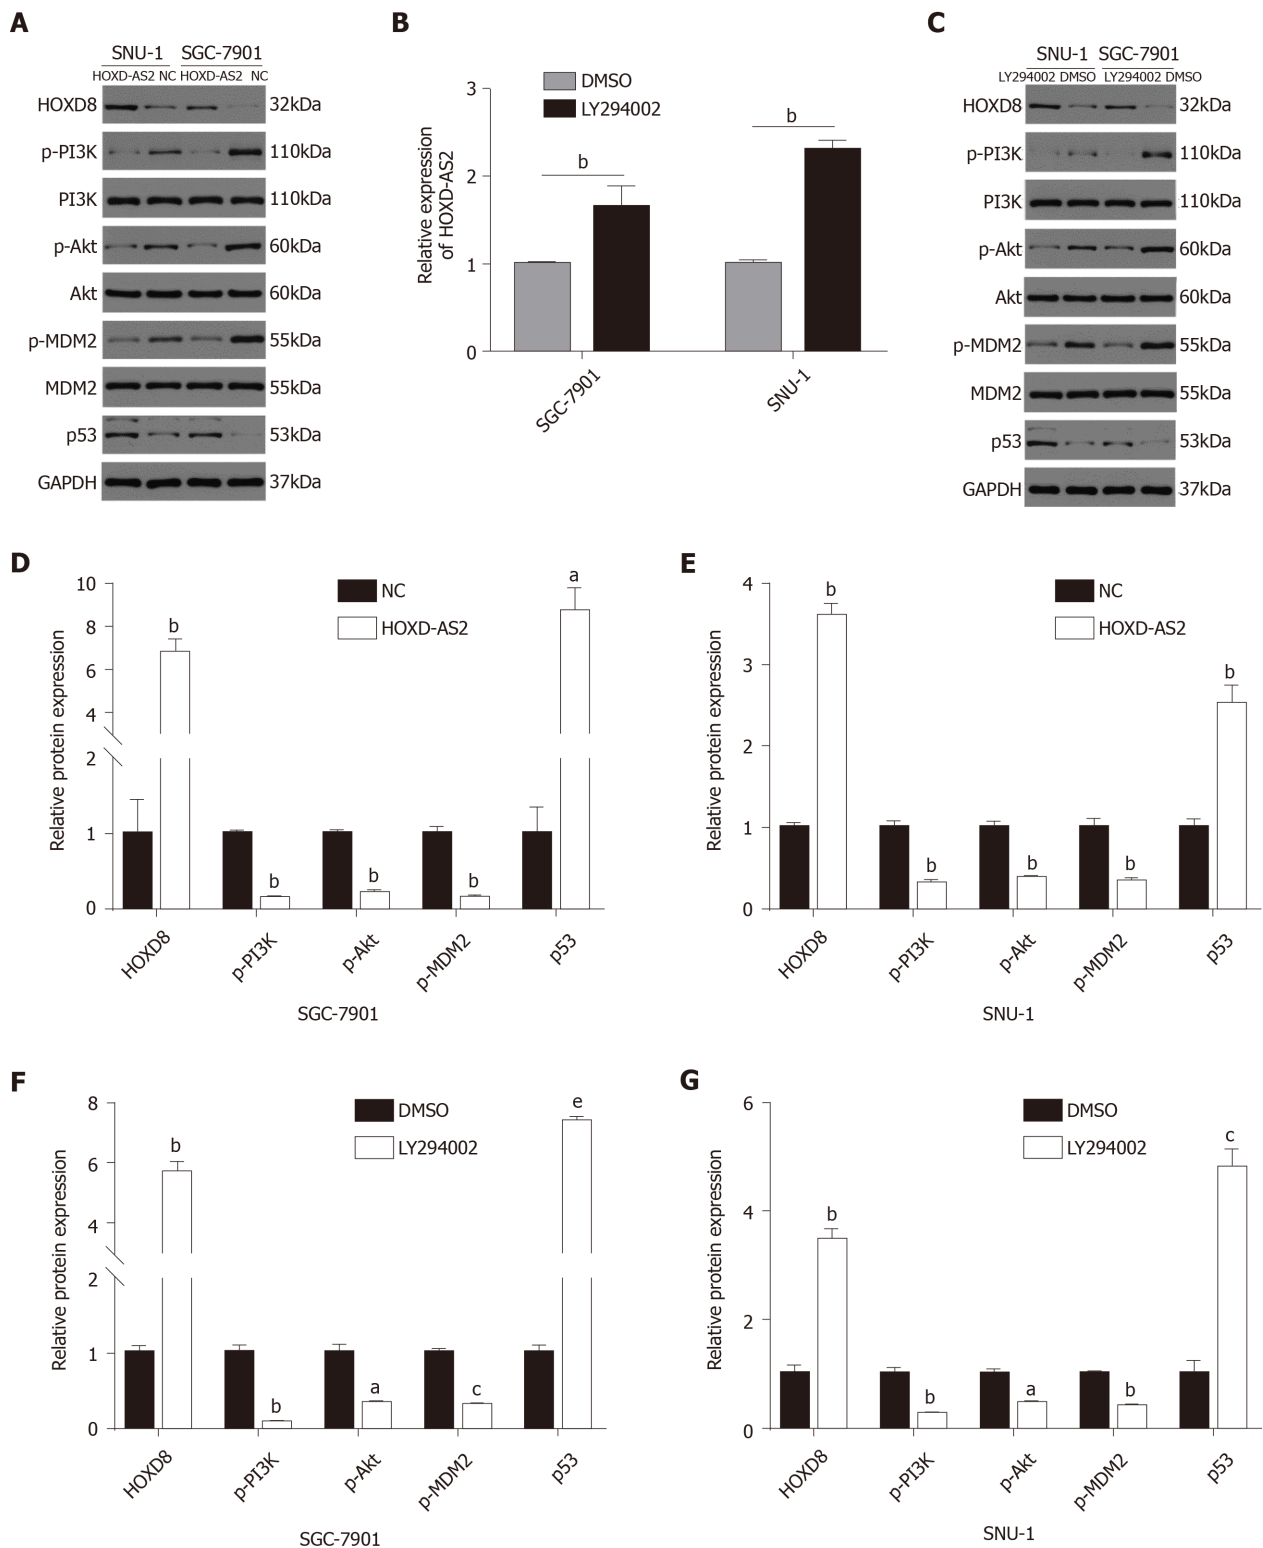 A
SNU-1 SGC-7901
HOXD-AS2 NC HOXD-AS2 NC
HOXD8 32kDa
p-PI3K 110kDa
PI3K 110kDa
p-Akt 60kDa
Akt 60kDa
p-MDM2 55kDa
MDM2 55kDa
p53 53kDa
GAPDH 37kDa
B
DMSO
LY294002
Relative expression
of HOXD-AS2
3
2
1
0
b
b
SGC-7901
SNU-1
C
SNU-1 SGC-7901
LY294002 DMSO LY294002 DMSO
HOXD8 32kDa
p-PI3K 110kDa
PI3K 110kDa
p-Akt 60kDa
Akt 60kDa
p-MDM2 55kDa
MDM2 55kDa
p53 53kDa
GAPDH 37kDa
D
NC
HOXD-AS2
Relative protein expression
10
8
6
4
2
1
0
b
b
b
b
a
HOXD8
p-PI3K
p-Akt
p-MDM2
p53
SGC-7901
E
NC
HOXD-AS2
Relative protein expression
4
3
2
1
0
b
b
b
b
b
HOXD8
p-PI3K
p-Akt
p-MDM2
p53
SNU-1
F
DMSO
LY294002
Relative protein expression
8
6
4
2
1
0
b
b
a
c
e
HOXD8
p-PI3K
p-Akt
p-MDM2
p53
SGC-7901
G
DMSO
LY294002
Relative protein expression
6
4
2
0
b
b
a
b
c
HOXD8
p-PI3K
p-Akt
p-MDM2
p53
SNU-1